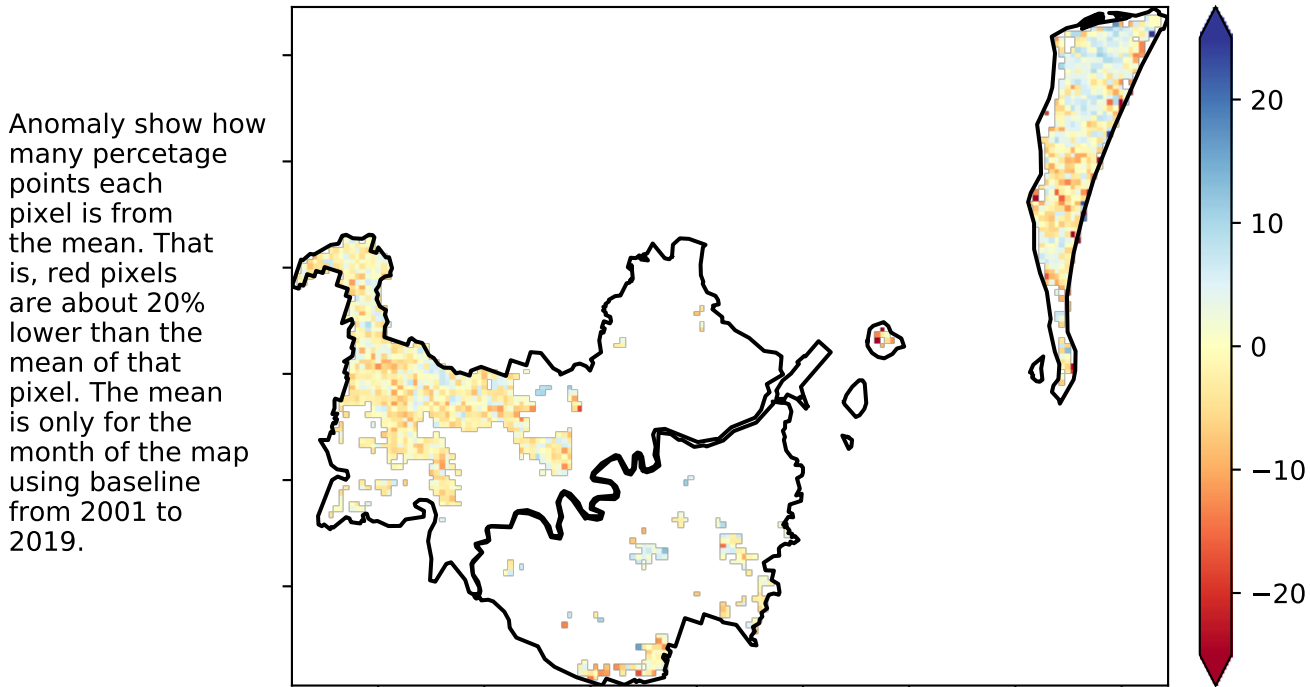 Anomaly show how
many percetage
points each
pixel is from
the mean. That
is, red pixels
are about 20%
lower than the
mean of that
pixel. The mean
is only for the
month of the map
using baseline
from 2001 to
2019.
20
10
0
−10
−20